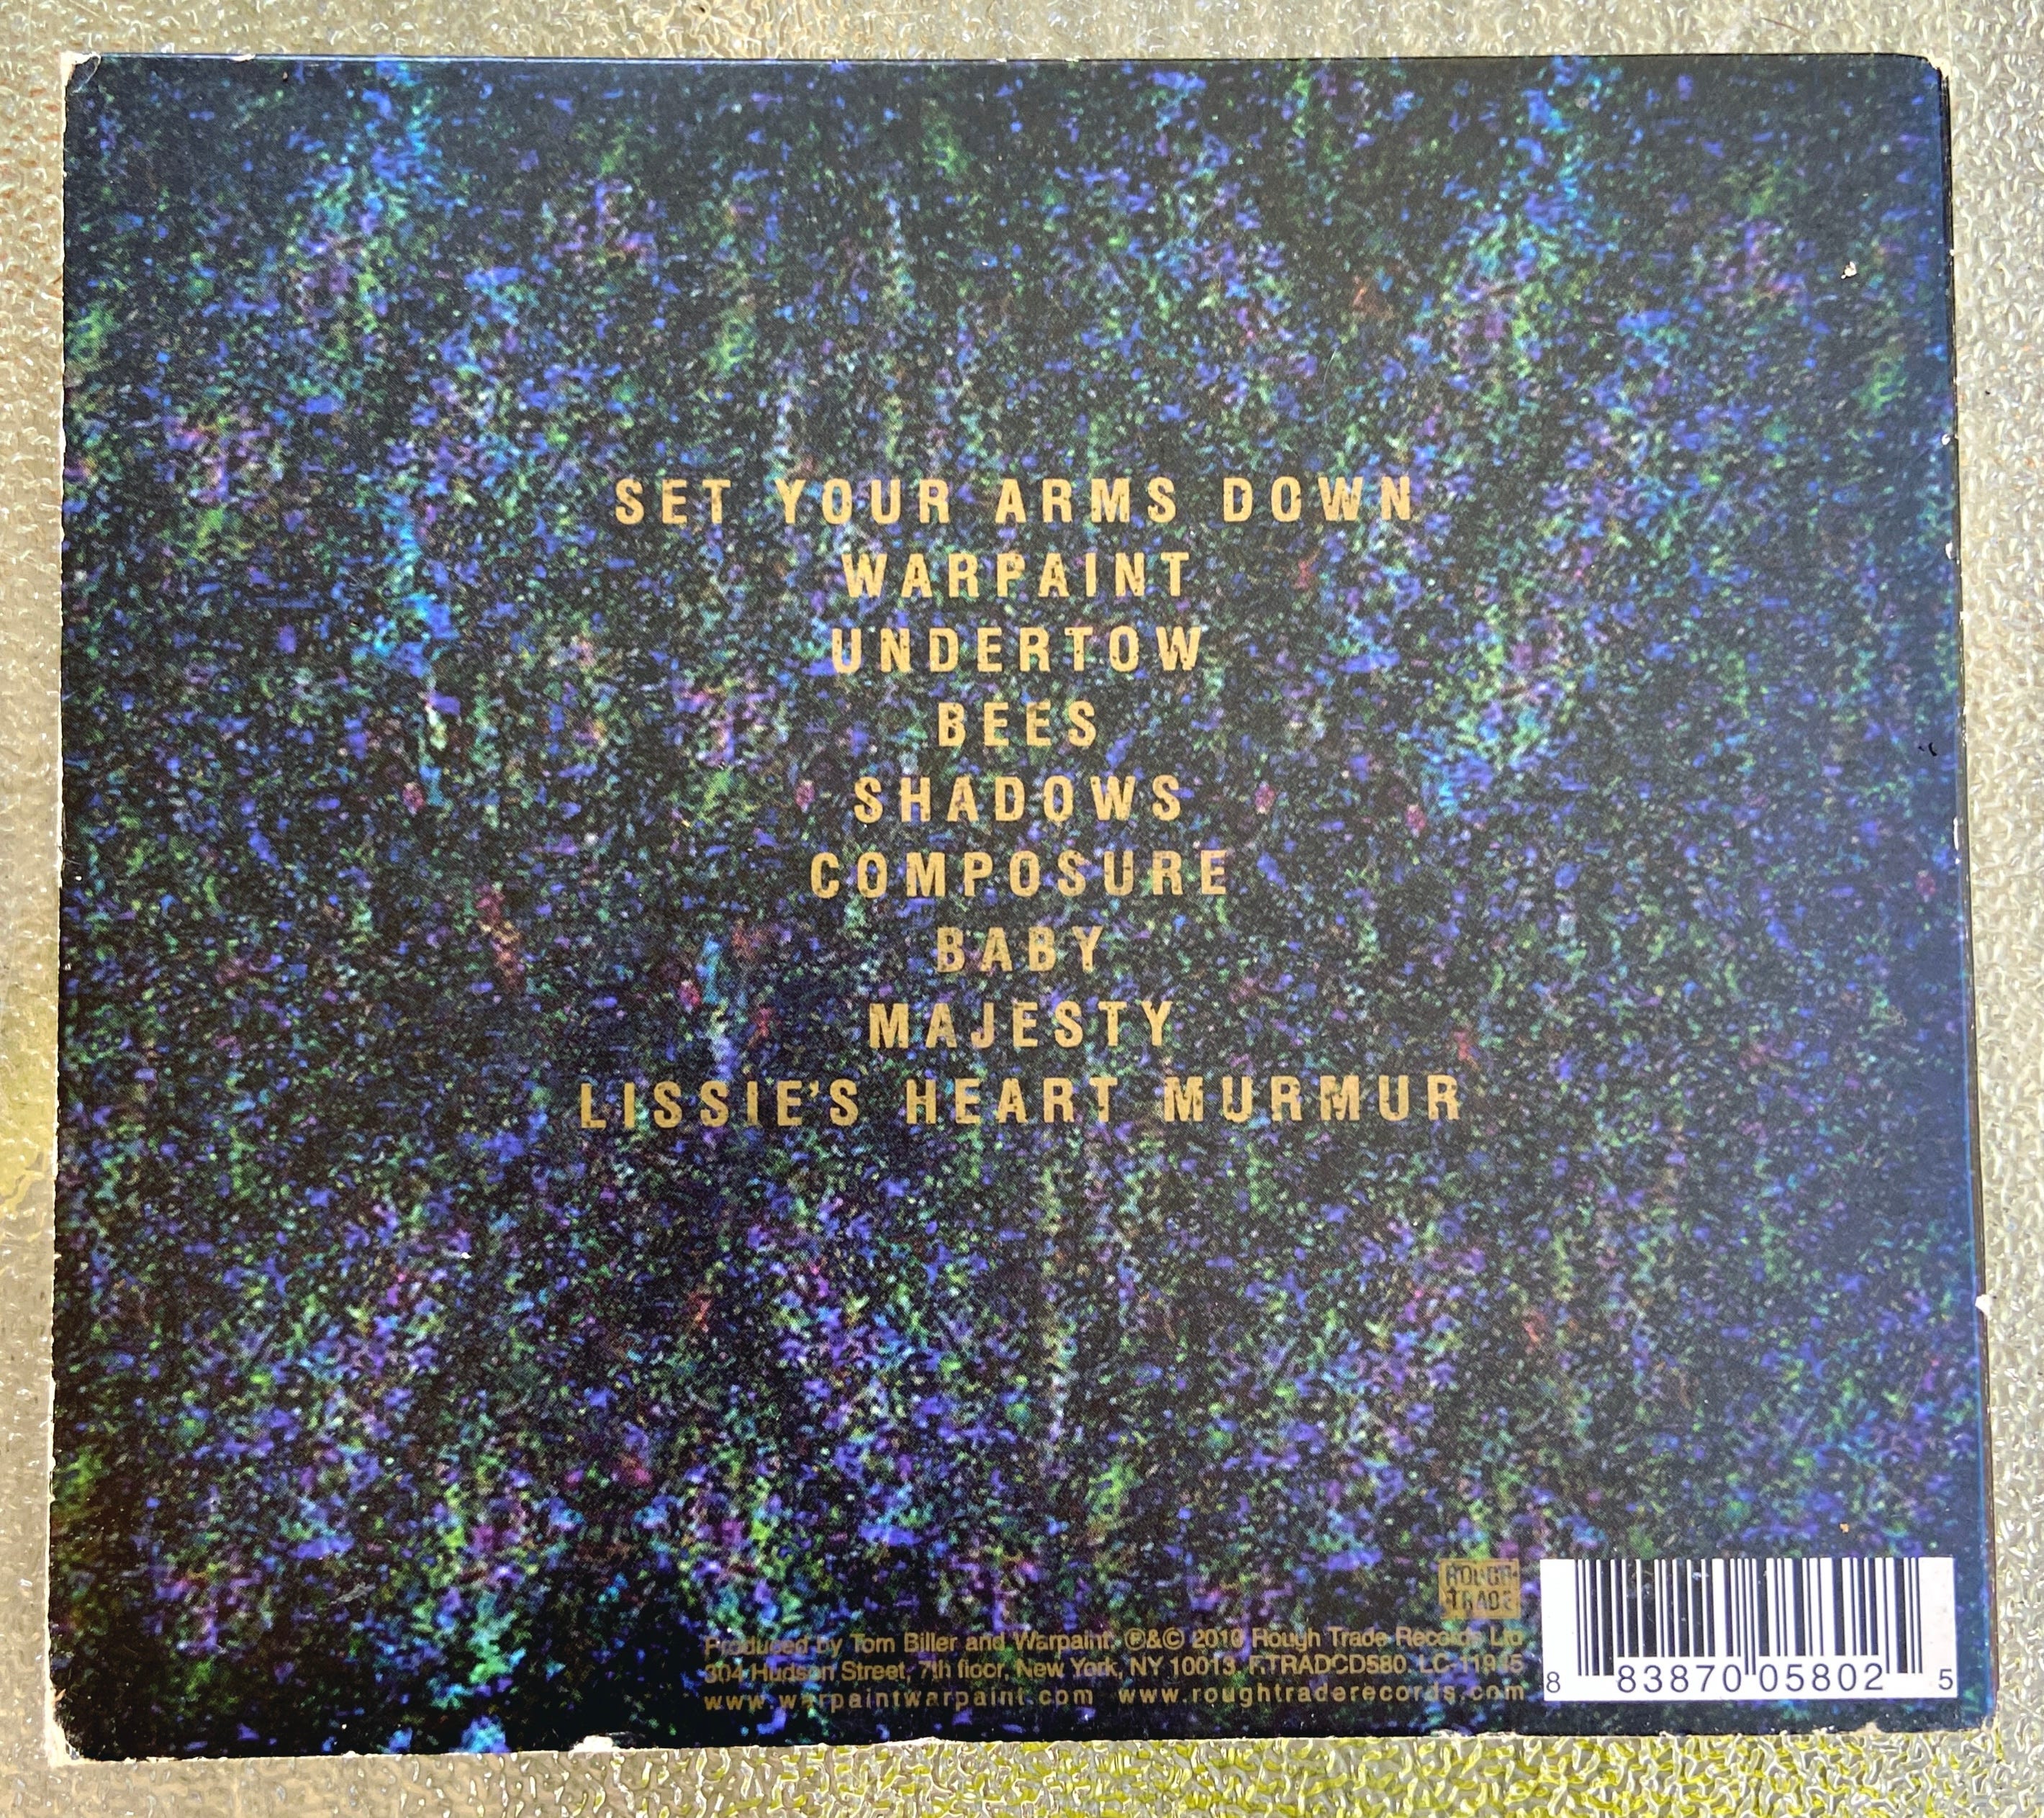 SET YOUR ARMS DOWN
WARPAINT
UNDERTOW
BEES
SHADOWS
COMPOSURE
BABY
MAJESTY
LISSIE'S HEART MURMUR
ROUGH
TRADE
Produced by Tom Biller and Warpaint. ℗&© 2010 Rough Trade Records Ltd
304 Hudson Street, 7th floor, New York, NY 10013. F.TRADCD580. LC-11945
www.warpaintwarpaint.com www.roughtraderecords.com
8 83870 05802 5